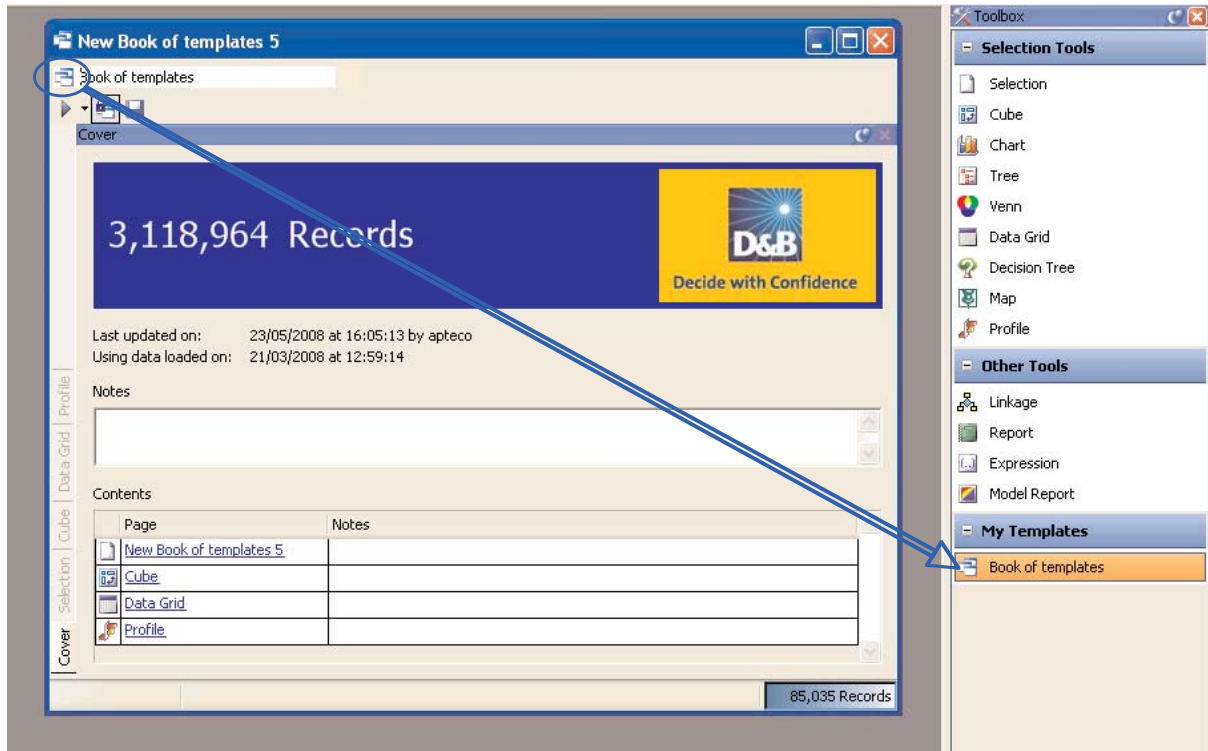 New Book of templates 5
Book of templates
Cover
3,118,964 Records
D&B
Decide with Confidence
Last updated on: 23/05/2008 at 16:05:13 by apteco
Using data loaded on: 21/03/2008 at 12:59:14
Notes
Contents
Page Notes
New Book of templates 5
Cube
Data Grid
Profile
Profile
Data Grid
Cube
Selection
Cover
85,035 Records
Toolbox
Selection Tools
Selection
Cube
Chart
Tree
Venn
Data Grid
Decision Tree
Map
Profile
Other Tools
Linkage
Report
Expression
Model Report
My Templates
Book of templates